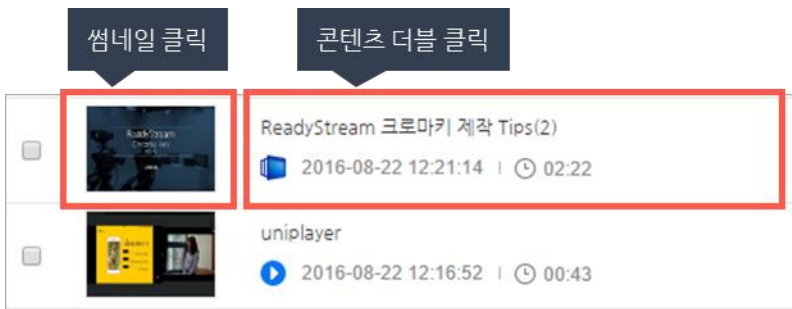 썸네일 클릭
콘텐츠 더블 클릭
ReadyStream 크로마키 제작 Tips(2)
2016-08-22 12:21:14 | 02:22
uniplayer
2016-08-22 12:16:52 | 00:43